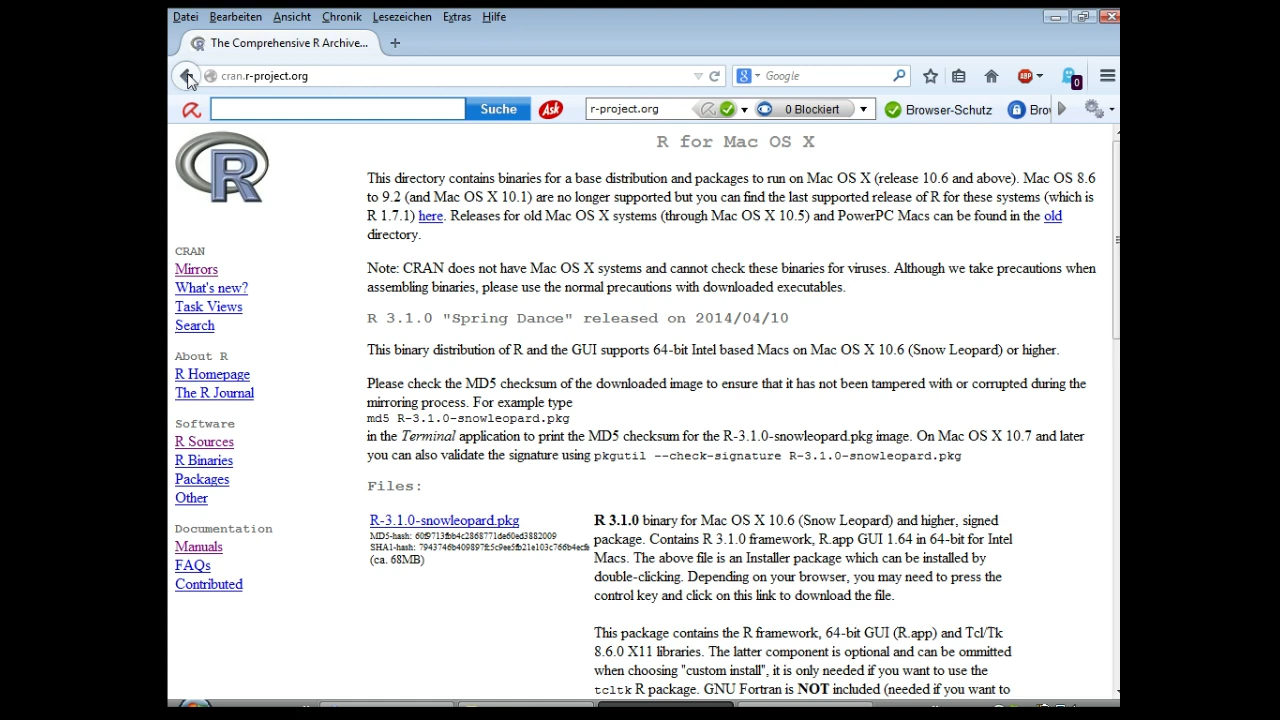 Datei Bearbeiten Ansicht Chronik Lesezeichen Extras Hilfe
The Comprehensive R Archive...
cran.r-project.org
Google
0
Suche Ask r-project.org 0 Blockiert Browser-Schutz Bro
R
R for Mac OS X
This directory contains binaries for a base distribution and packages to run on Mac OS X (release 10.6 and above). Mac OS 8.6
to 9.2 (and Mac OS X 10.1) are no longer supported but you can find the last supported release of R for these systems (which is
R 1.7.1) here. Releases for old Mac OS X systems (through Mac OS X 10.5) and PowerPC Macs can be found in the old
directory.
Note: CRAN does not have Mac OS X systems and cannot check these binaries for viruses. Although we take precautions when
assembling binaries, please use the normal precautions with downloaded executables.
R 3.1.0 "Spring Dance" released on 2014/04/10
This binary distribution of R and the GUI supports 64-bit Intel based Macs on Mac OS X 10.6 (Snow Leopard) or higher.
Please check the MD5 checksum of the downloaded image to ensure that it has not been tampered with or corrupted during the
mirroring process. For example type
md5 R-3.1.0-snowleopard.pkg
in the Terminal application to print the MD5 checksum for the R-3.1.0-snowleopard.pkg image. On Mac OS X 10.7 and later
you can also validate the signature using pkgutil --check-signature R-3.1.0-snowleopard.pkg
Files:
R-3.1.0-snowleopard.pkg
MD5-hash:
SHA1-hash:
(ca. 68MB)
R 3.1.0 binary for Mac OS X 10.6 (Snow Leopard) and higher, signed
package. Contains R 3.1.0 framework, R.app GUI 1.64 in 64-bit for Intel
Macs. The above file is an Installer package which can be installed by
double-clicking. Depending on your browser, you may need to press the
control key and click on this link to download the file.
This package contains the R framework, 64-bit GUI (R.app) and Tcl/Tk
8.6.0 X11 libraries. The latter component is optional and can be ommitted
when choosing "custom install", it is only needed if you want to use the
tcltk R package. GNU Fortran is NOT included (needed if you want to
CRAN
Mirrors
What's new?
Task Views
Search
About R
R Homepage
The R Journal
Software
R Sources
R Binaries
Packages
Other
Documentation
Manuals
FAQs
Contributed